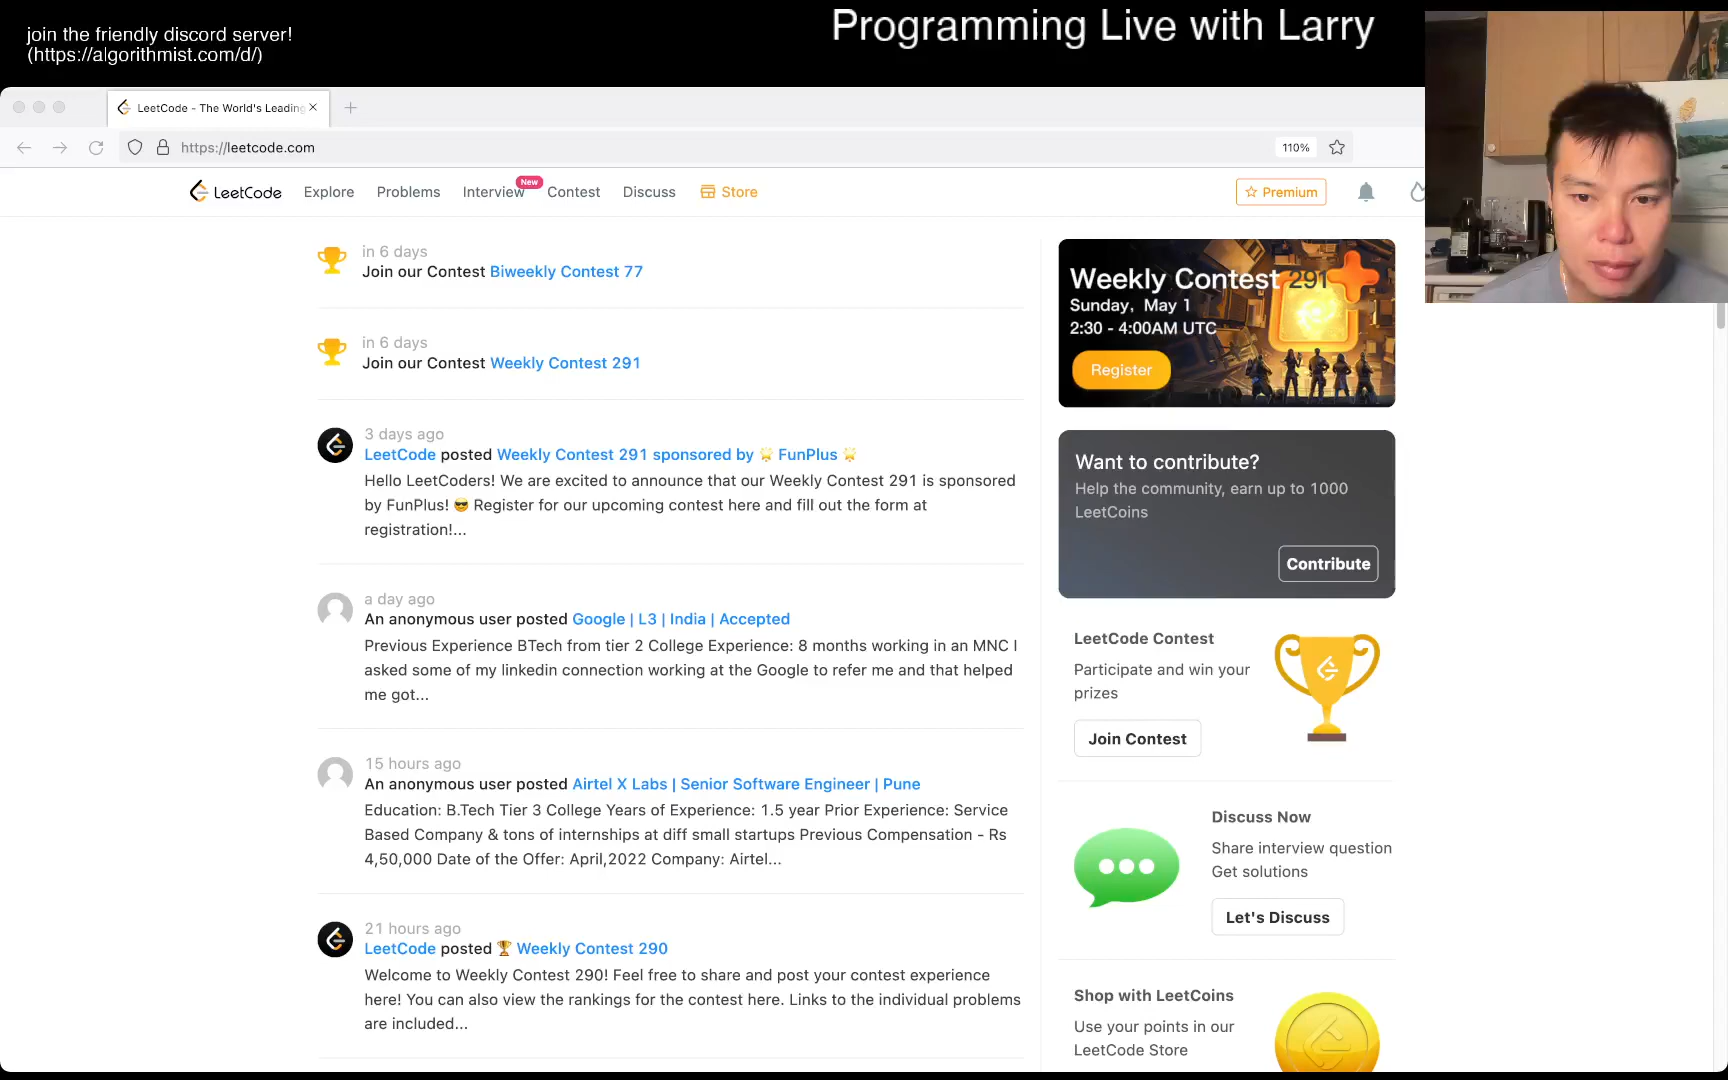 join the friendly discord server!
(https://algorithmist.com/d/)
Programming Live with Larry
LeetCode - The World's Leading
https://leetcode.com
110%
LeetCode
Explore
Problems
Interview
New
Contest
Discuss
Store
Premium
in 6 days
Join our Contest Biweekly Contest 77
in 6 days
Join our Contest Weekly Contest 291
3 days ago
LeetCode posted Weekly Contest 291 sponsored by 🌟 FunPlus 🌟
Hello LeetCoders! We are excited to announce that our Weekly Contest 291 is sponsored
by FunPlus! 😎 Register for our upcoming contest here and fill out the form at
registration!...
a day ago
An anonymous user posted Google | L3 | India | Accepted
Previous Experience BTech from tier 2 College Experience: 8 months working in an MNC I
asked some of my linkedin connection working at the Google to refer me and that helped
me got...
15 hours ago
An anonymous user posted Airtel X Labs | Senior Software Engineer | Pune
Education: B.Tech Tier 3 College Years of Experience: 1.5 year Prior Experience: Service
Based Company & tons of internships at diff small startups Previous Compensation - Rs
4,50,000 Date of the Offer: April,2022 Company: Airtel...
21 hours ago
LeetCode posted 🏆 Weekly Contest 290
Welcome to Weekly Contest 290! Feel free to share and post your contest experience
here! You can also view the rankings for the contest here. Links to the individual problems
are included...
Weekly Contest 291
Sunday, May 1
2:30 - 4:00AM UTC
Register
Want to contribute?
Help the community, earn up to 1000
LeetCoins
Contribute
LeetCode Contest
Participate and win your
prizes
Join Contest
Discuss Now
Share interview question
Get solutions
Let's Discuss
Shop with LeetCoins
Use your points in our
LeetCode Store